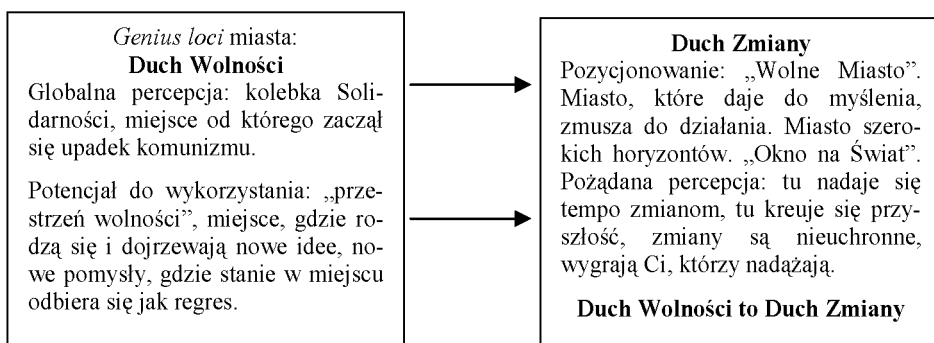 Genius loci miasta:
Duch Wolności
Globalna percepcja: kolebka Soli-
darności, miejsce od którego zaczął
się upadek komunizmu.
Potencjał do wykorzystania: „prze-
strzeń wolności”, miejsce, gdzie ro-
dzą się i dojrzewają nowe idee, no-
we pomysły, gdzie stanie w miejscu
odbiera się jak regres.
Duch Zmiany
Pozycjonowanie: „Wolne Miasto”.
Miasto, które daje do myślenia,
zmusza do działania. Miasto szero-
kich horyzontów. „Okno na Świat”.
Pożądana percepcja: tu nadaje się
tempo zmianom, tu kreuje się przy-
szłość, zmiany są nieuchronne,
wygrają Ci, którzy nadążają.
Duch Wolności to Duch Zmiany